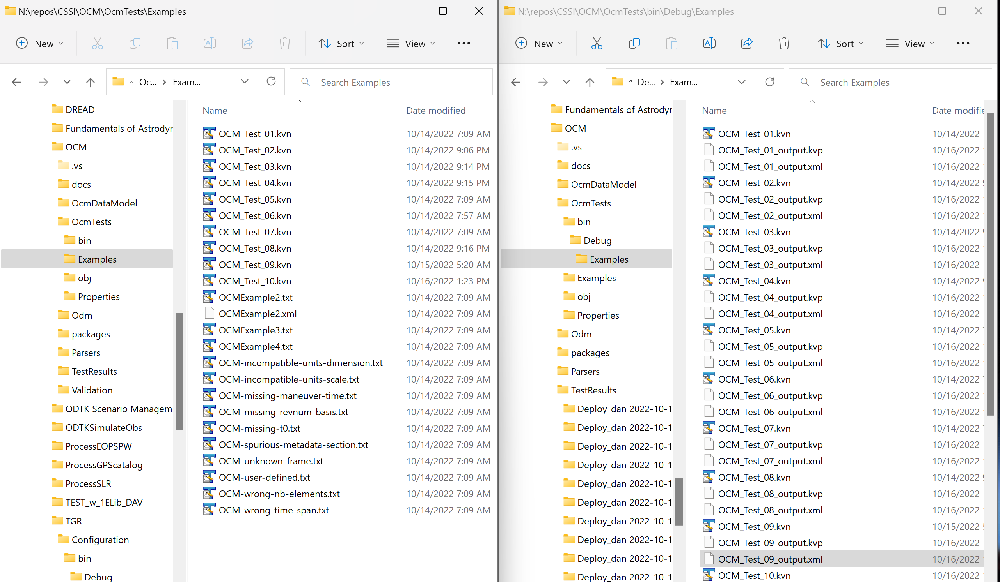 N:\repos\CSSI\OCM\OcmTests\Examples
New
Sort
View
Oc...
Exam...
Search Examples
DREAD
Fundamentals of Astrodyr
OCM
.vs
docs
OcmDataModel
OcmTests
bin
Examples
obj
Properties
Odm
packages
Parsers
TestResults
Validation
ODTK Scenario Managem
ODTKSimulateObs
ProcessEOPSPW
ProcessGPScatalog
ProcessSLR
TEST_w_1ELib_DAV
TGR
Configuration
bin
Debug
Name Date modified
OCM_Test_01.kvn 10/14/2022 7:09 AM
OCM_Test_02.kvn 10/14/2022 9:06 PM
OCM_Test_03.kvn 10/14/2022 9:14 PM
OCM_Test_04.kvn 10/14/2022 9:15 PM
OCM_Test_05.kvn 10/14/2022 7:09 AM
OCM_Test_06.kvn 10/14/2022 7:57 AM
OCM_Test_07.kvn 10/14/2022 7:09 AM
OCM_Test_08.kvn 10/14/2022 9:16 PM
OCM_Test_09.kvn 10/15/2022 5:20 AM
OCM_Test_10.kvn 10/16/2022 1:23 PM
OCMExample2.txt 10/14/2022 7:09 AM
OCMExample2.xml 10/14/2022 7:09 AM
OCMExample3.txt 10/14/2022 7:09 AM
OCMExample4.txt 10/14/2022 7:09 AM
OCM-incompatible-units-dimension.txt 10/14/2022 7:09 AM
OCM-incompatible-units-scale.txt 10/14/2022 7:09 AM
OCM-missing-maneuver-time.txt 10/14/2022 7:09 AM
OCM-missing-revnum-basis.txt 10/14/2022 7:09 AM
OCM-missing-t0.txt 10/14/2022 7:09 AM
OCM-spurious-metadata-section.txt 10/14/2022 7:09 AM
OCM-unknown-frame.txt 10/14/2022 7:09 AM
OCM-user-defined.txt 10/14/2022 7:09 AM
OCM-wrong-nb-elements.txt 10/14/2022 7:09 AM
OCM-wrong-time-span.txt 10/14/2022 7:09 AM
N:\repos\CSSI\OCM\OcmTests\bin\Debug\Examples
New
Sort
View
De...
Exam...
Search Examples
Fundamentals of Astrodyr
OCM
.vs
docs
OcmDataModel
OcmTests
bin
Debug
Examples
Examples
obj
Properties
Odm
packages
Parsers
TestResults
Deploy_dan 2022-10-1
Deploy_dan 2022-10-1
Deploy_dan 2022-10-1
Deploy_dan 2022-10-1
Deploy_dan 2022-10-1
Deploy_dan 2022-10-1
Deploy_dan 2022-10-1
Deploy_dan 2022-10-1
Deploy_dan 2022-10-1
Deploy_dan 2022-10-1
Name Date modifie
OCM_Test_01.kvn 10/14/2022
OCM_Test_01_output.kvp 10/16/2022
OCM_Test_01_output.xml 10/16/2022
OCM_Test_02.kvn 10/14/2022
OCM_Test_02_output.kvp 10/16/2022
OCM_Test_02_output.xml 10/16/2022
OCM_Test_03.kvn 10/14/2022
OCM_Test_03_output.kvp 10/16/2022
OCM_Test_03_output.xml 10/16/2022
OCM_Test_04.kvn 10/14/2022
OCM_Test_04_output.kvp 10/16/2022
OCM_Test_04_output.xml 10/16/2022
OCM_Test_05.kvn 10/14/2022
OCM_Test_05_output.kvp 10/16/2022
OCM_Test_05_output.xml 10/16/2022
OCM_Test_06.kvn 10/14/2022
OCM_Test_06_output.kvp 10/16/2022
OCM_Test_06_output.xml 10/16/2022
OCM_Test_07.kvn 10/14/2022
OCM_Test_07_output.kvp 10/16/2022
OCM_Test_07_output.xml 10/16/2022
OCM_Test_08.kvn 10/14/2022
OCM_Test_08_output.kvp 10/16/2022
OCM_Test_08_output.xml 10/16/2022
OCM_Test_09.kvn 10/15/2022
OCM_Test_09_output.kvp 10/16/2022
OCM_Test_09_output.xml 10/16/2022
OCM_Test_10.kvn 10/16/2022